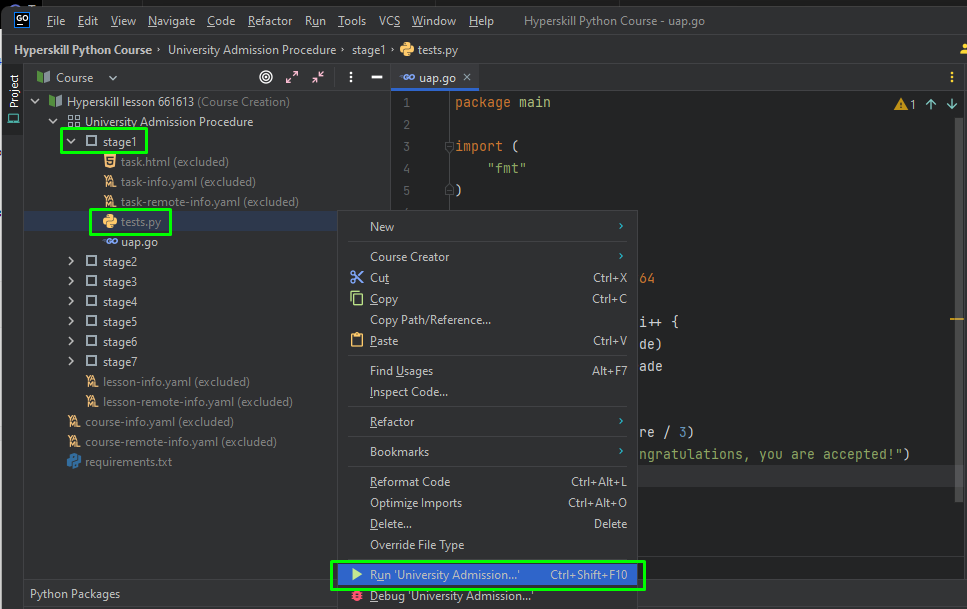 GO File Edit View Navigate Code Refactor Run Tools VCS Window Help Hyperskill Python Course - uap.go
Hyperskill Python Course › University Admission Procedure › stage1 › tests.py
Project
Course
uap.go
Hyperskill lesson 661613 (Course Creation)
University Admission Procedure
stage1
task.html (excluded)
task-info.yaml (excluded)
task-remote-info.yaml (excluded)
tests.py
uap.go
stage2
stage3
stage4
stage5
stage6
stage7
lesson-info.yaml (excluded)
lesson-remote-info.yaml (excluded)
course-info.yaml (excluded)
course-remote-info.yaml (excluded)
requirements.txt
1 package main
2
3 import (
4 "fmt"
5 )
1
64
i++ {
de)
ade
re / 3)
ngratulations, you are accepted!")
New
Course Creator
Cut Ctrl+X
Copy Ctrl+C
Copy Path/Reference...
Paste Ctrl+V
Find Usages Alt+F7
Inspect Code...
Refactor
Bookmarks
Reformat Code Ctrl+Alt+L
Optimize Imports Ctrl+Alt+O
Delete... Delete
Override File Type
Run 'University Admission...' Ctrl+Shift+F10
Debug 'University Admission...'
Python Packages